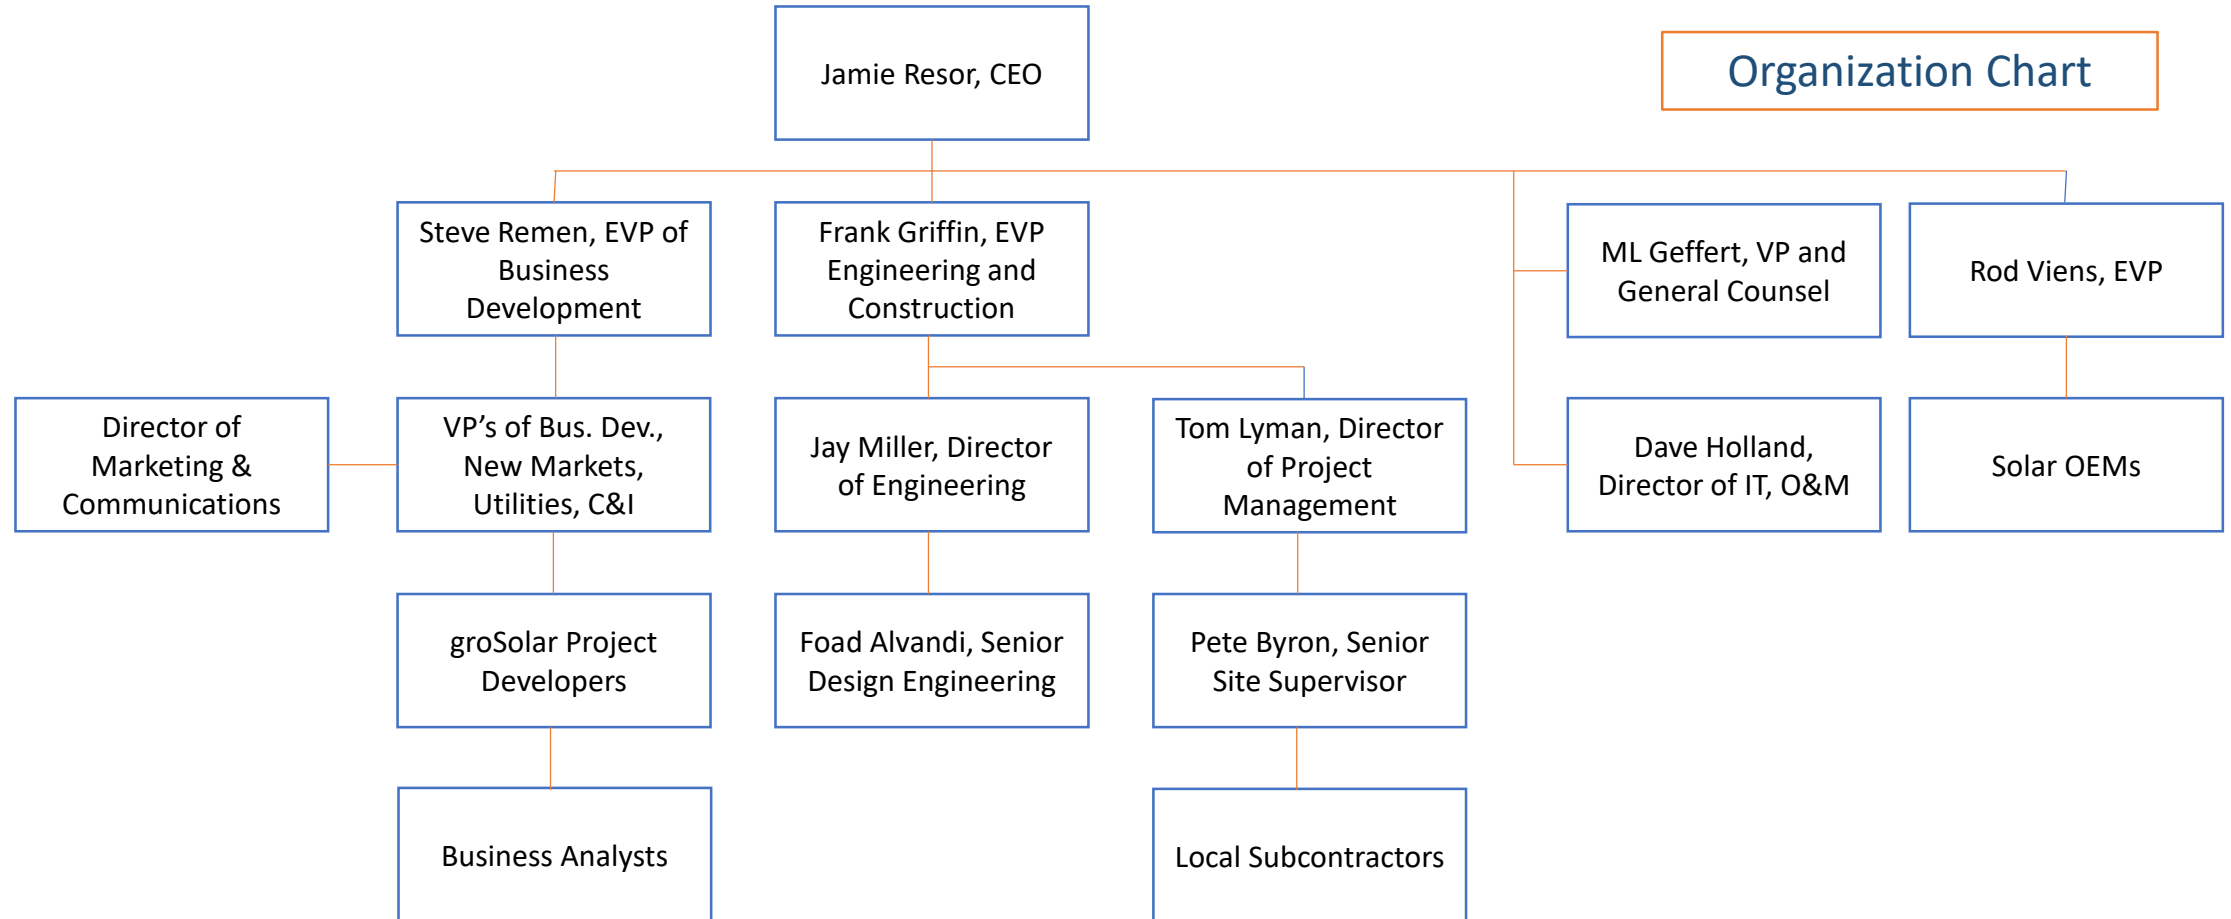 Jamie Resor, CEO
Organization Chart
Steve Remen, EVP of
Business
Development
Frank Griffin, EVP
Engineering and
Construction
ML Geffert, VP and
General Counsel
Rod Viens, EVP
Director of
Marketing &
Communications
VP’s of Bus. Dev.,
New Markets,
Utilities, C&I
Jay Miller, Director
of Engineering
Tom Lyman, Director
of Project
Management
Dave Holland,
Director of IT, O&M
Solar OEMs
groSolar Project
Developers
Foad Alvandi, Senior
Design Engineering
Pete Byron, Senior
Site Supervisor
Business Analysts
Local Subcontractors